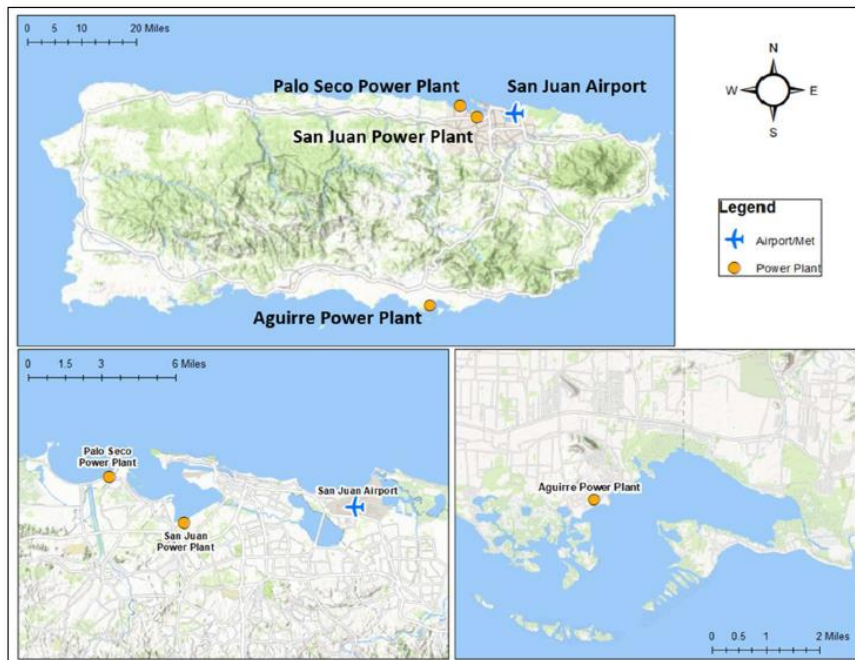 0 5 10 20 Miles
Palo Seco Power Plant
San Juan Airport
San Juan Power Plant
Aguirre Power Plant
N
W E
S
Legend
Airport/Met
Power Plant
0 1.5 3 6 Miles
Palo Seco
Power Plant
San Juan Airport
San Juan
Power Plant
Aguirre Power Plant
0 0.5 1 2 Miles